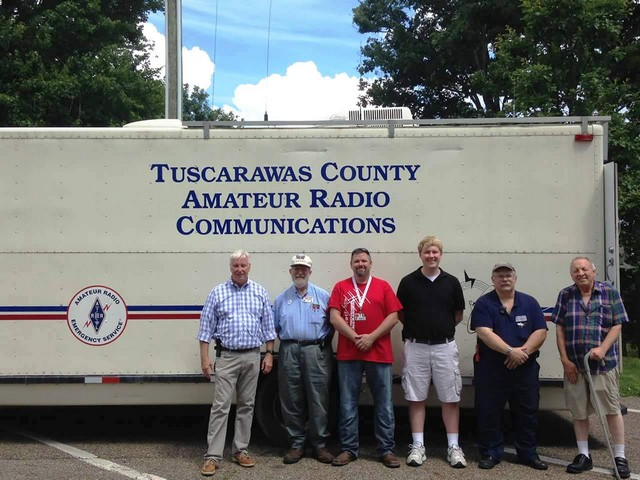 TUSCARAWAS COUNTY
AMATEUR RADIO
COMMUNICATIONS
AMATEUR RADIO
EMERGENCY SERVICE